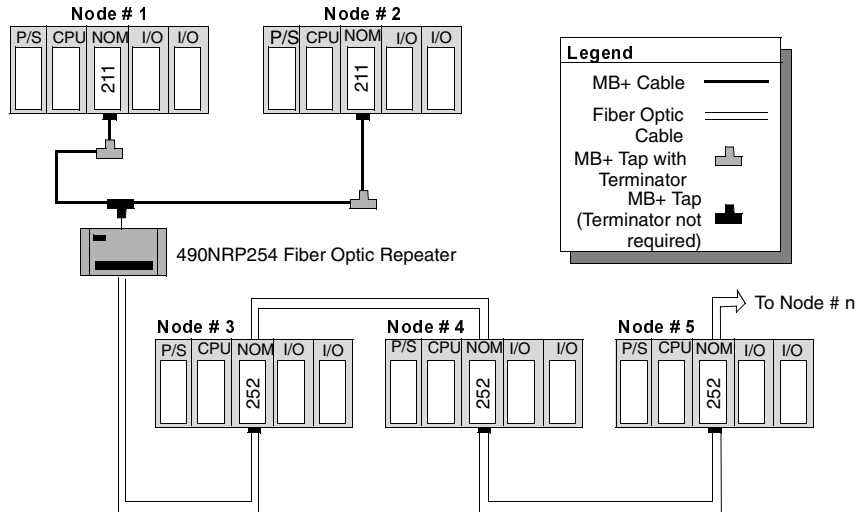 Node # 1
Node # 2
P/S CPU NOM I/O I/O
211
P/S CPU NOM I/O I/O
211
Legend
MB+ Cable
Fiber Optic
Cable
MB+ Tap with
Terminator
MB+ Tap
(Terminator not
required)
490NRP254 Fiber Optic Repeater
To Node # n
Node # 3
Node # 4
Node # 5
P/S CPU NOM I/O I/O
252
P/S CPU NOM I/O I/O
252
P/S CPU NOM I/O I/O
252